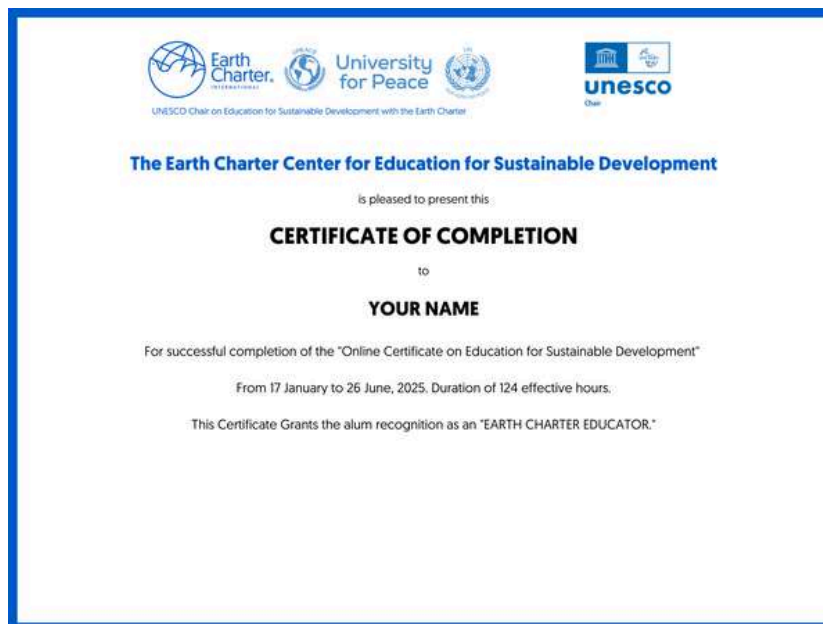 Earth
Charter.
INTERNATIONAL
University
for Peace
UNESCO Chair on Education for Sustainable Development with the Earth Charter
unesco
Chair
The Earth Charter Center for Education for Sustainable Development
is pleased to present this
CERTIFICATE OF COMPLETION
to
YOUR NAME
For successful completion of the "Online Certificate on Education for Sustainable Development"
From 17 January to 26 June, 2025. Duration of 124 effective hours.
This Certificate Grants the alum recognition as an "EARTH CHARTER EDUCATOR."